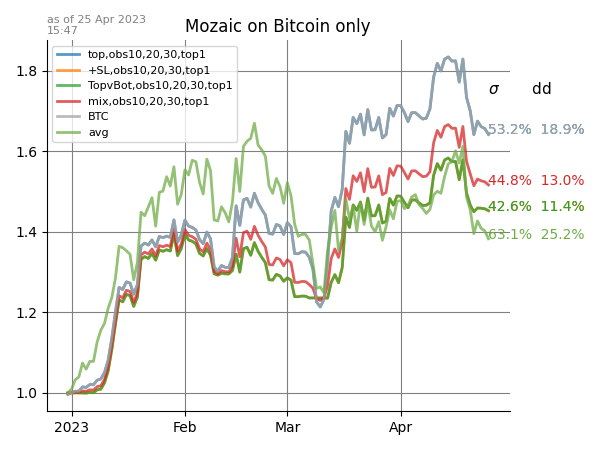 as of 25 Apr 2023
15:47
Mozaic on Bitcoin only
top,obs10,20,30,top1
+SL,obs10,20,30,top1
TopvBot,obs10,20,30,top1
mix,obs10,20,30,top1
BTC
avg
σ dd
53.2% 18.9%
44.8% 13.0%
42.6% 11.4%
63.1% 25.2%
1.8
1.6
1.4
1.2
1.0
2023 Feb Mar Apr